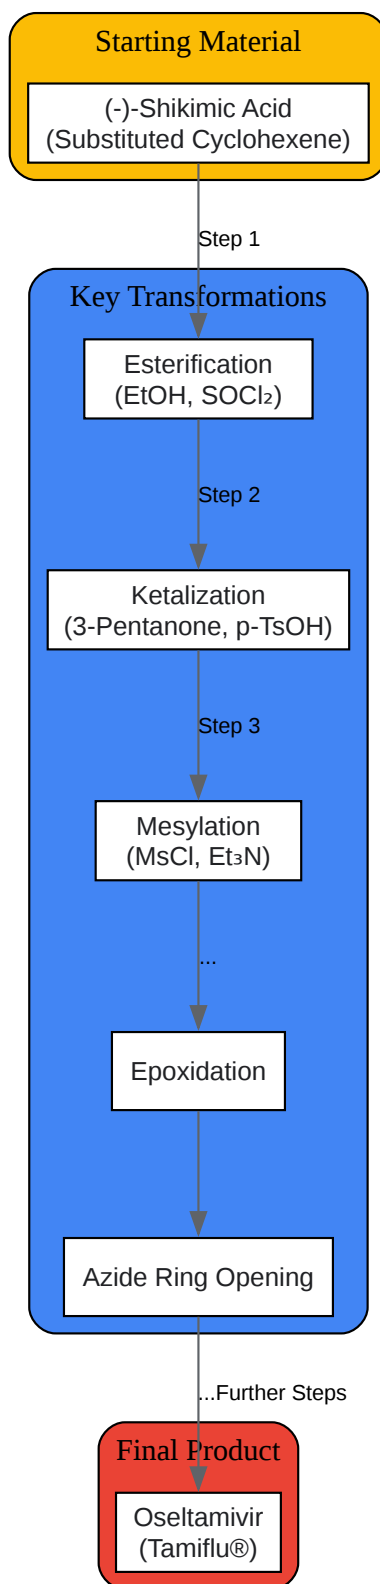 Starting Material
(-)-Shikimic Acid
(Substituted Cyclohexene)
Step 1
Key Transformations
Esterification
(EtOH, SOCl₂)
Step 2
Ketalization
(3-Pentanone, p-TsOH)
Step 3
Mesylation
(MsCl, Et₃N)
...
Epoxidation
Azide Ring Opening
...Further Steps
Final Product
Oseltamivir
(Tamiflu®)